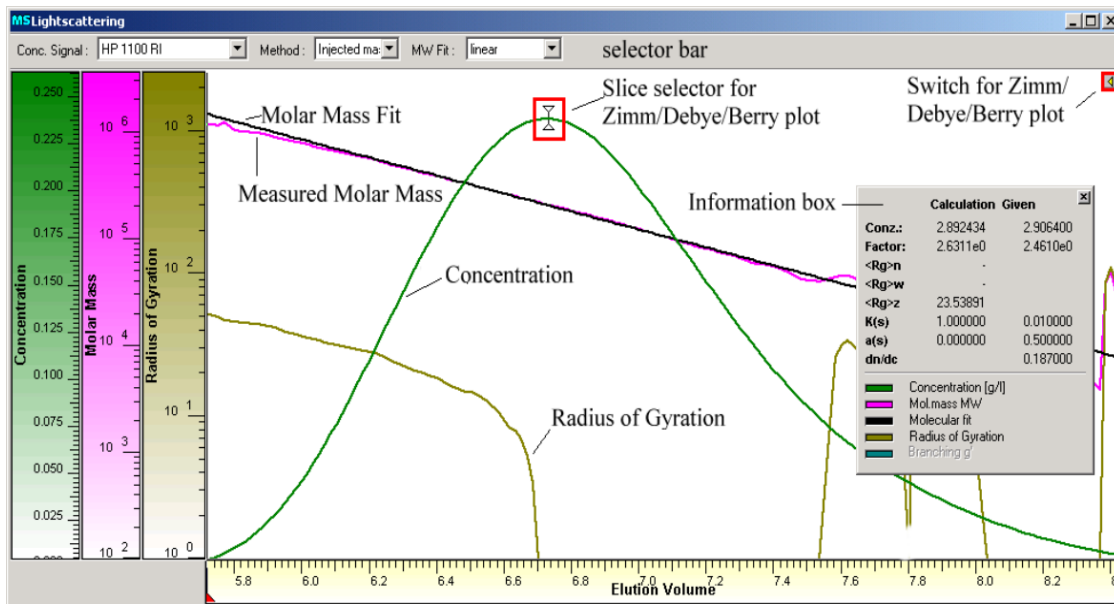 MSLightscattering
Conc. Signal : HP 1100 RI Method : Injected ma: MW Fit : linear selector bar
Molar Mass Fit
Measured Molar Mass
Slice selector for
Zimm/Debye/Berry plot
Switch for Zimm/
Debye/Berry plot
Information box
Concentration
Radius of Gyration
Concentration
0.250
0.225
0.200
0.175
0.150
0.125
0.100
0.075
0.050
0.025
Molar Mass
10 6
10 5
10 4
10 3
10 2
Radius of Gyration
10 3
10 2
10 1
10 0
Calculation Given
Conz.: 2.892434 2.906400
Factor: 2.6311e0 2.4610e0
<Rg>n -
<Rg>w -
<Rg>z 23.53891
K(s) 1.000000 0.010000
a(s) 0.000000 0.500000
dn/dc 0.187000
Concentration [g/l]
Mol.mass MW
Molecular fit
Radius of Gyration
Branching g'
5.8 6.0 6.2 6.4 6.6 6.8 7.0 7.2 7.4 7.6 7.8 8.0 8.2
Elution Volume